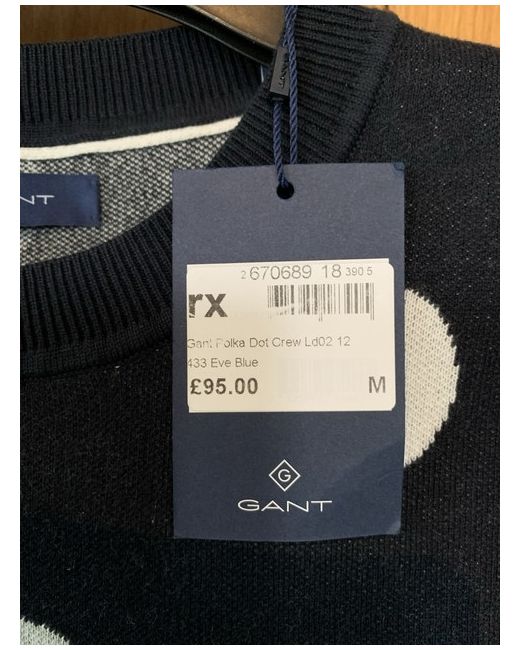 NT
2 670689 18 390 5
rx
Gant Polka Dot Crew Ld02 12
433 Eve Blue
£95.00 M
G
GANT